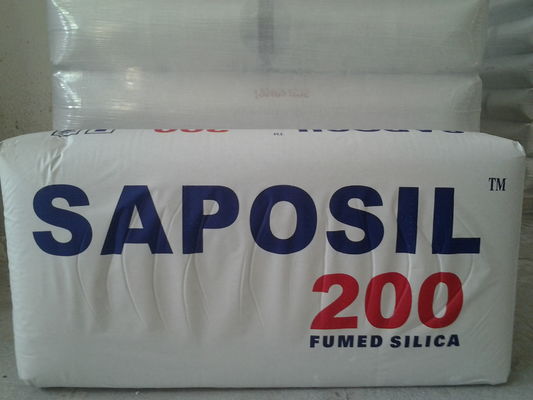 SAPOSIL ™
200
FUMED SILICA